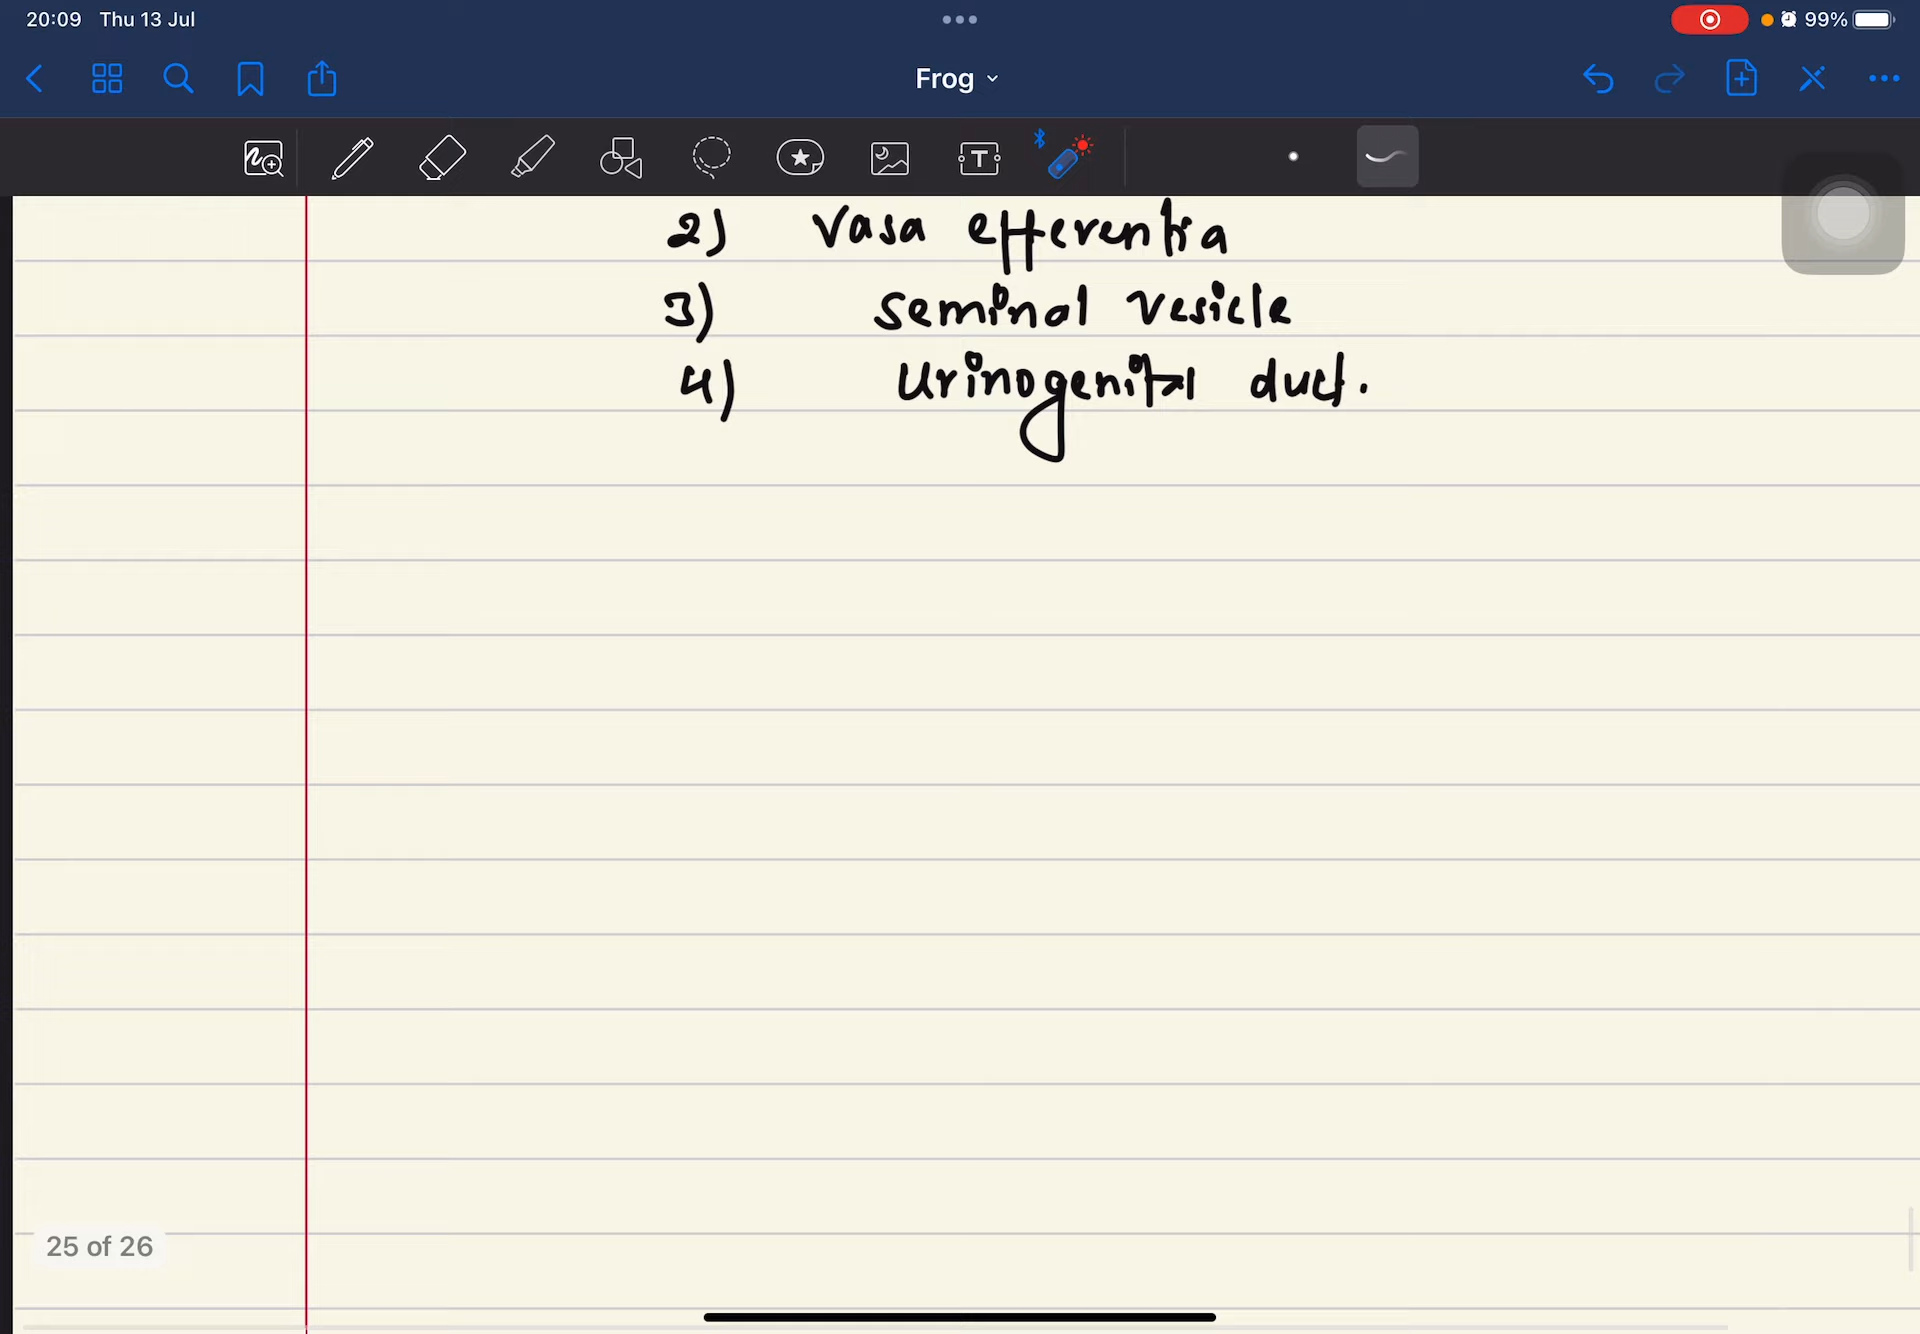 20:09 Thu 13 Jul
99%
Frog
T
2) Vasa efferentia
3) seminal vesicle
4) Urinogenital duct.
25 of 26